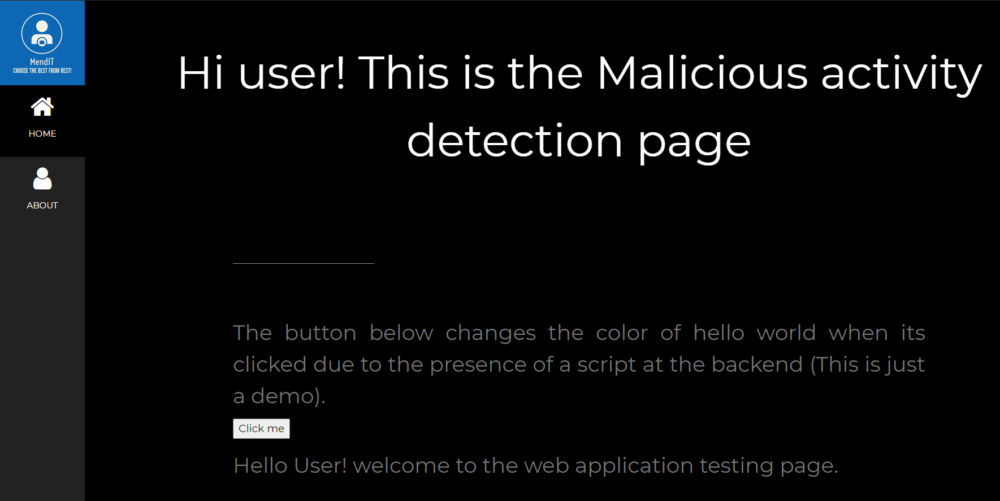 MendIT
CHOOSE THE BEST FROM REST!
HOME
ABOUT
Hi user! This is the Malicious activity
detection page
The button below changes the color of hello world when its
clicked due to the presence of a script at the backend (This is just
a demo).
Click me
Hello User! welcome to the web application testing page.